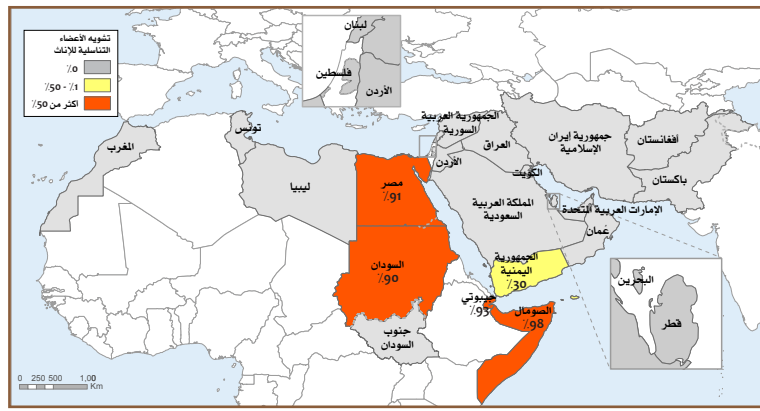 تشويه الأعضاء
التناسلية للإناث
٪0
٪1 - ٪50
اكثر من ٪50
لبنان
فلسطين
الأردن
المغرب
تونس
ليبيا
مصر
٪91
السودان
٪90
جنوب
السودان
الجمهورية العربية
السورية
العراق
الأردن
الكويت
المملكة العربية
السعودية
جمهورية إيران
الإسلامية
أفغانستان
باكستان
الإمارات العربية المتحدة
عُمان
الجمهورية
اليمنية
٪30
جيبوتي
٪93
الصومال
٪98
البحرين
قطر
0 250 500 1,00
Km